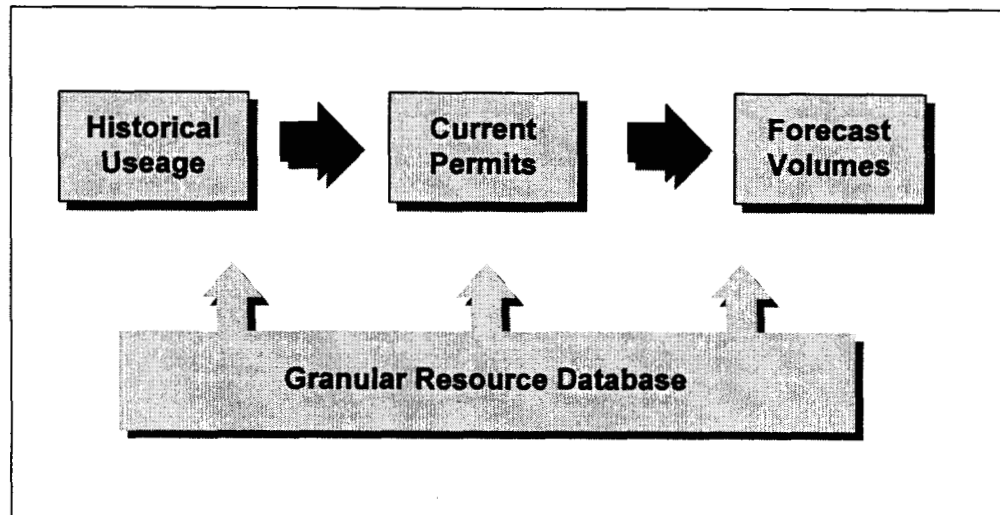 Historical
Useage
Current
Permits
Forecast
Volumes
Granular Resource Database